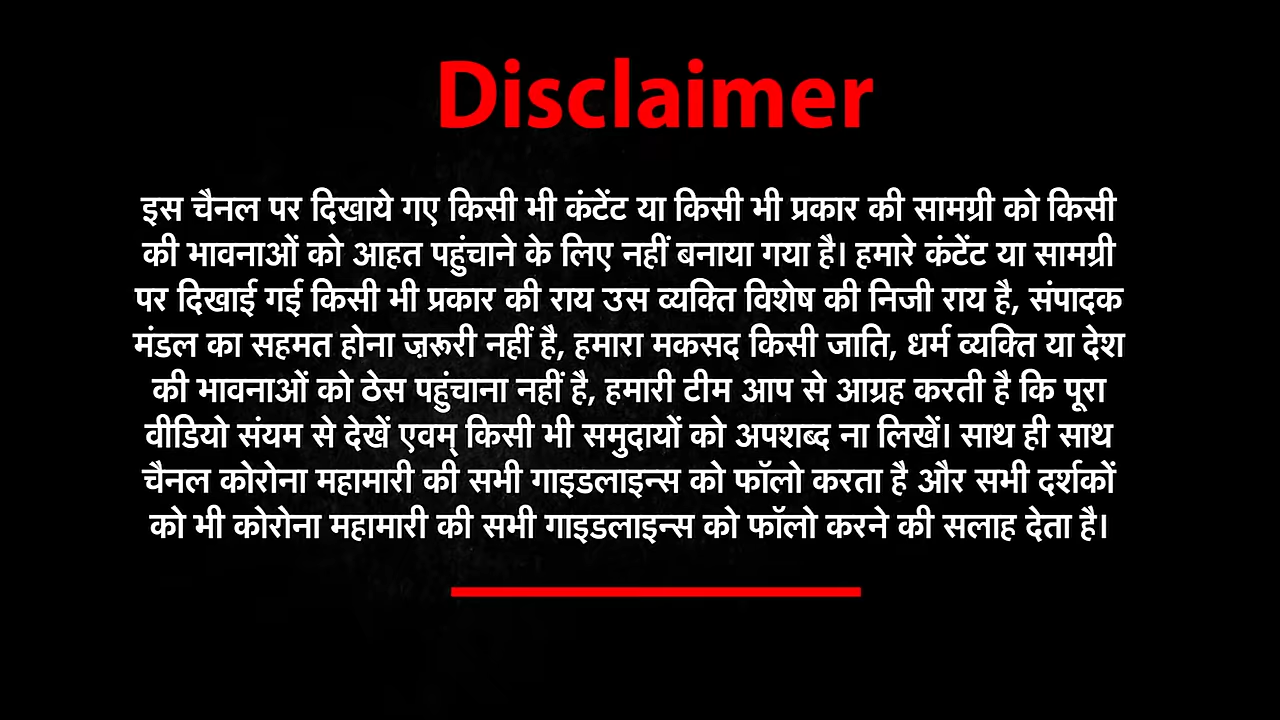 Disclaimer
इस चैनल पर दिखाये गए किसी भी कंटेंट या किसी भी प्रकार की सामग्री को किसी
की भावनाओं को आहत पहुंचाने के लिए नहीं बनाया गया है। हमारे कंटेंट या सामग्री
पर दिखाई गई किसी भी प्रकार की राय उस व्यक्ति विशेष की निजी राय है, संपादक
मंडल का सहमत होना ज़रूरी नहीं है, हमारा मकसद किसी जाति, धर्म व्यक्ति या देश
की भावनाओं को ठेस पहुंचाना नहीं है, हमारी टीम आप से आग्रह करती है कि पूरा
वीडियो संयम से देखें एवम् किसी भी समुदायों को अपशब्द ना लिखें। साथ ही साथ
चैनल कोरोना महामारी की सभी गाइडलाइन्स को फॉलो करता है और सभी दर्शकों
को भी कोरोना महामारी की सभी गाइडलाइन्स को फॉलो करने की सलाह देता है।